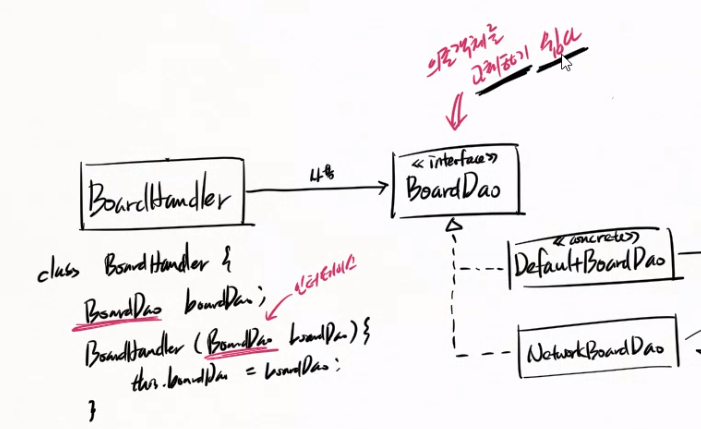 의존객체를
교체하기 쉽다
<<interface>>
BoardDao
BoardHandler
사용
<<concrete>>
DefaultBoardDao
NetworkBoardDao
class BoardHandler {
BoardDao boardDao;
인터페이스
BoardHandler (BoardDao boardDao) {
this.boardDao = boardDao;
}